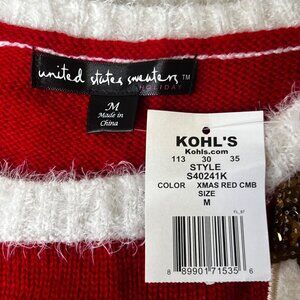 united states sweaters™
HOLIDAY
M
Made in
China
KOHL'S
Kohls.com
113 30 35
STYLE
S40241K
COLOR XMAS RED CMB
SIZE
M
FL_97
8 89901 71535 6